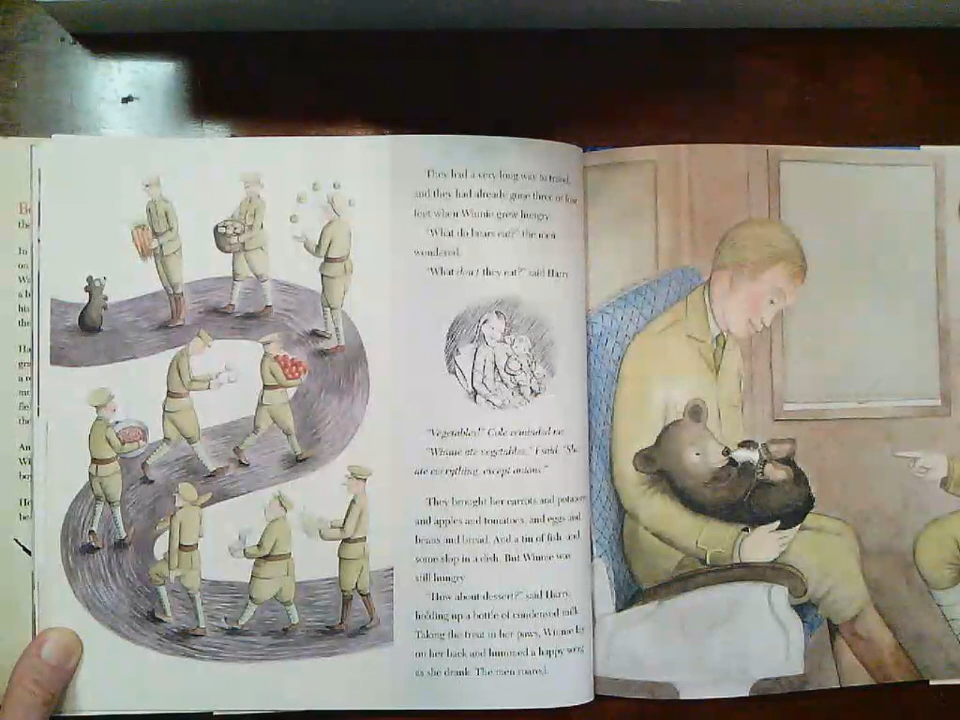 They had a very long way to travel,
and they had already gone three or four
feet when Winnie grew hungry.
"What do bears eat?" the men
wondered.
"What don't they eat?" said Harry.
"Vegetables!" Cole reminded me.
"Winnie ate vegetables," I said. "She
ate everything, except onions."
They brought her carrots and potatoes
and apples and tomatoes, and eggs and
beans and bread. And a tin of fish and
some slop in a dish. But Winnie was
still hungry.
"How about dessert?" said Harry,
holding up a bottle of condensed milk.
Taking the treat in her paws, Winnie lay
on her back and hummed a happy song
as she drank. The men roared.